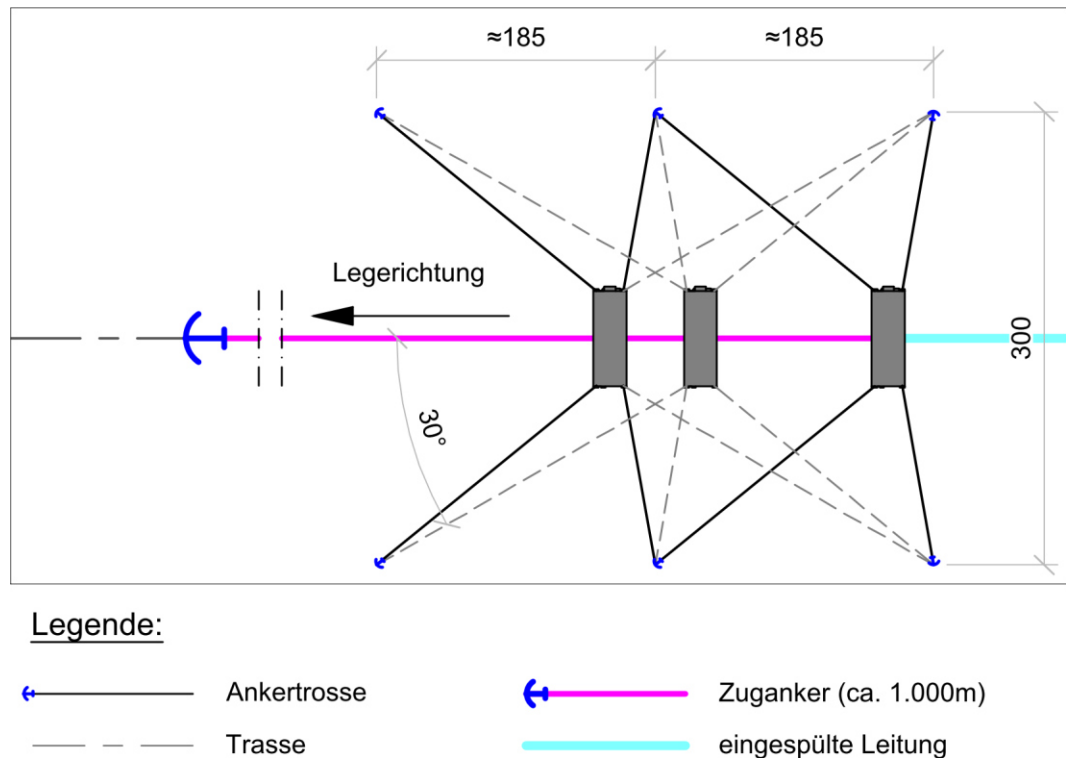 ≈185
≈185
Legerichtung
300
30°
Legende:
Ankertrosse
Zuganker (ca. 1.000m)
Trasse
eingespülte Leitung